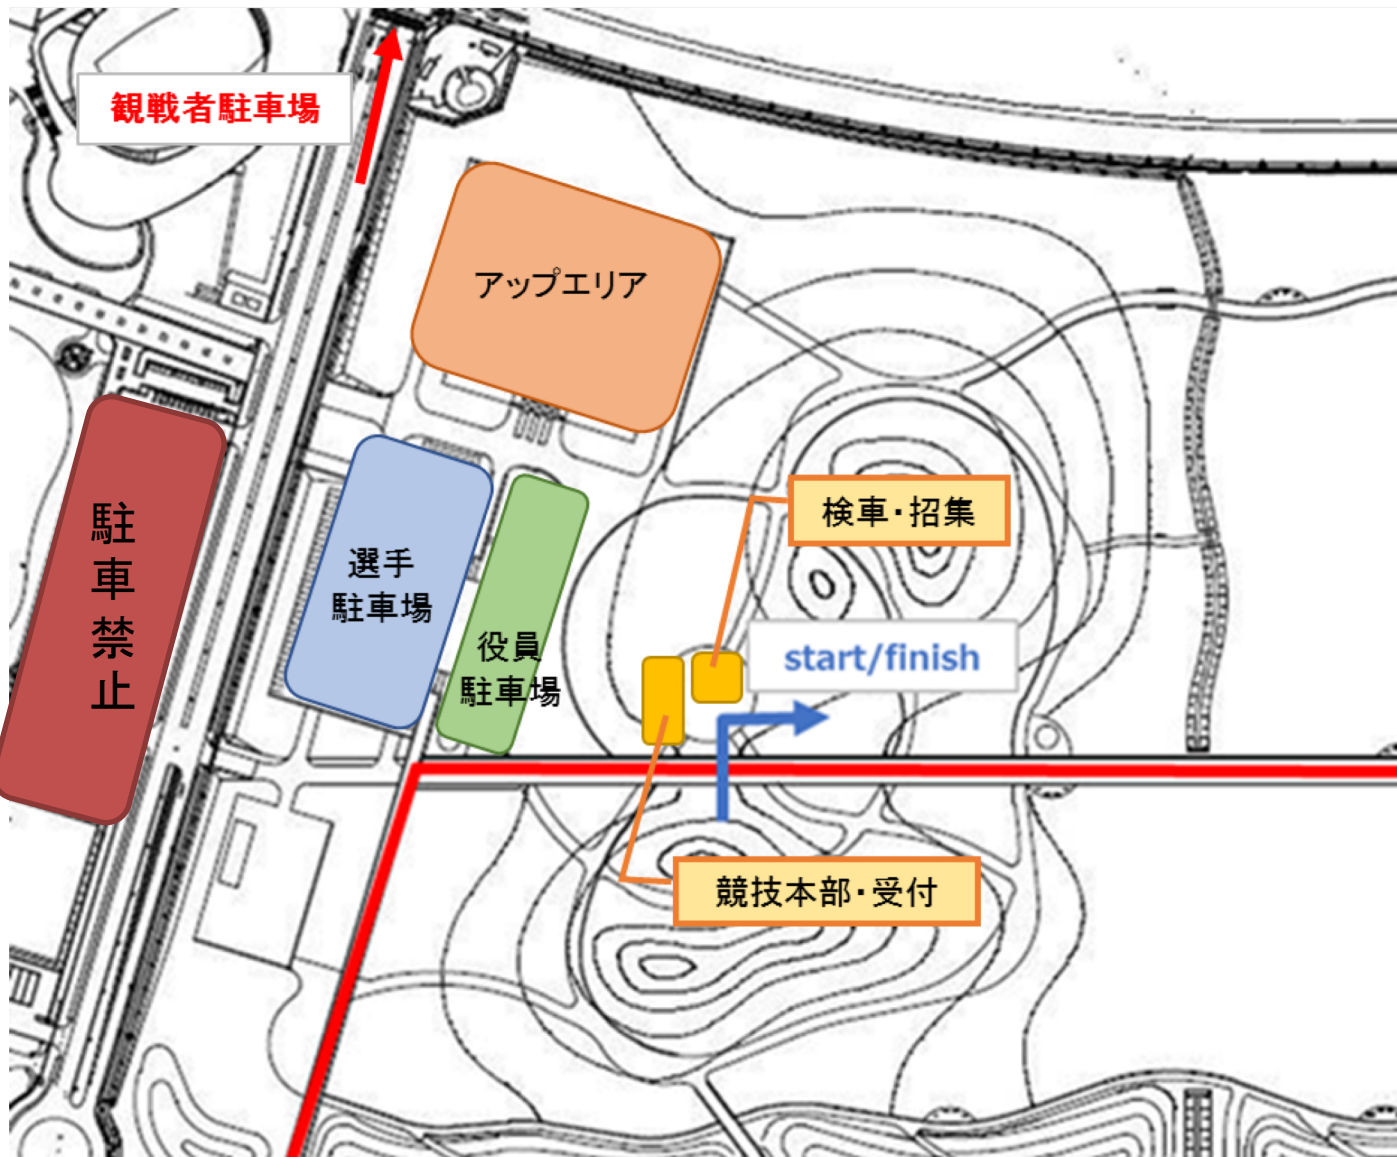 観戦者駐車場
アップエリア
駐
車
禁
止
選手
駐車場
役員
駐車場
検車・招集
start/finish
競技本部・受付